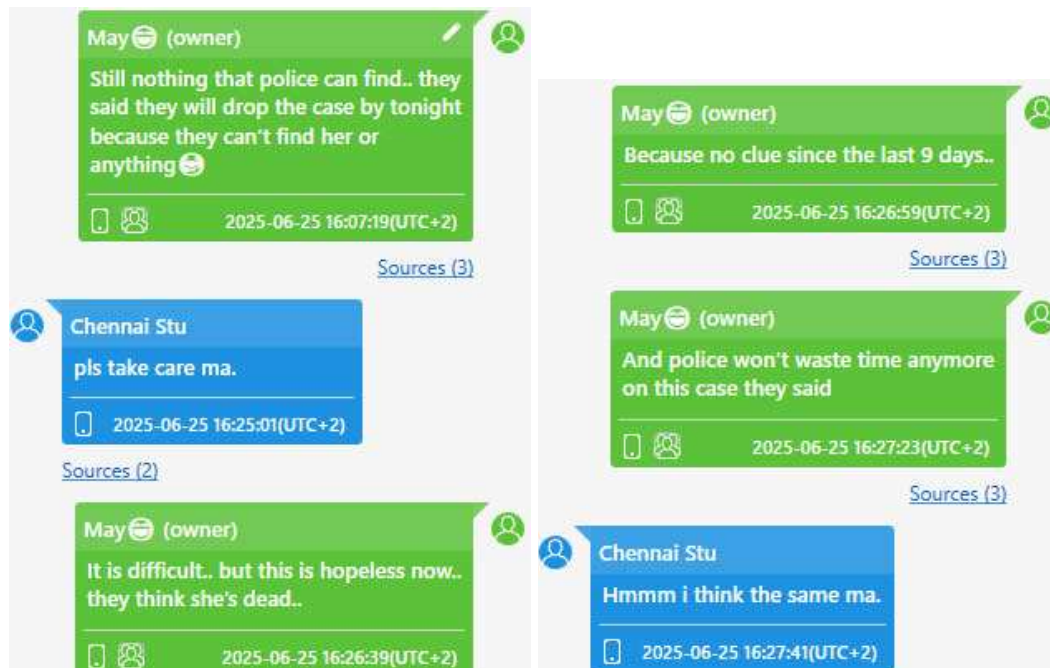 May😁 (owner)
Still nothing that police can find.. they
said they will drop the case by tonight
because they can't find her or
anything
2025-06-25 16:07:19(UTC+2)
Sources (3)
Chennai Stu
pls take care ma.
2025-06-25 16:25:01(UTC+2)
Sources (2)
May😁 (owner)
It is difficult.. but this is hopeless now..
they think she's dead..
2025-06-25 16:26:39(UTC+2)
May😁 (owner)
Because no clue since the last 9 days..
2025-06-25 16:26:59(UTC+2)
Sources (3)
May😁 (owner)
And police won't waste time anymore
on this case they said
2025-06-25 16:27:23(UTC+2)
Sources (3)
Chennai Stu
Hmmm i think the same ma.
2025-06-25 16:27:41(UTC+2)